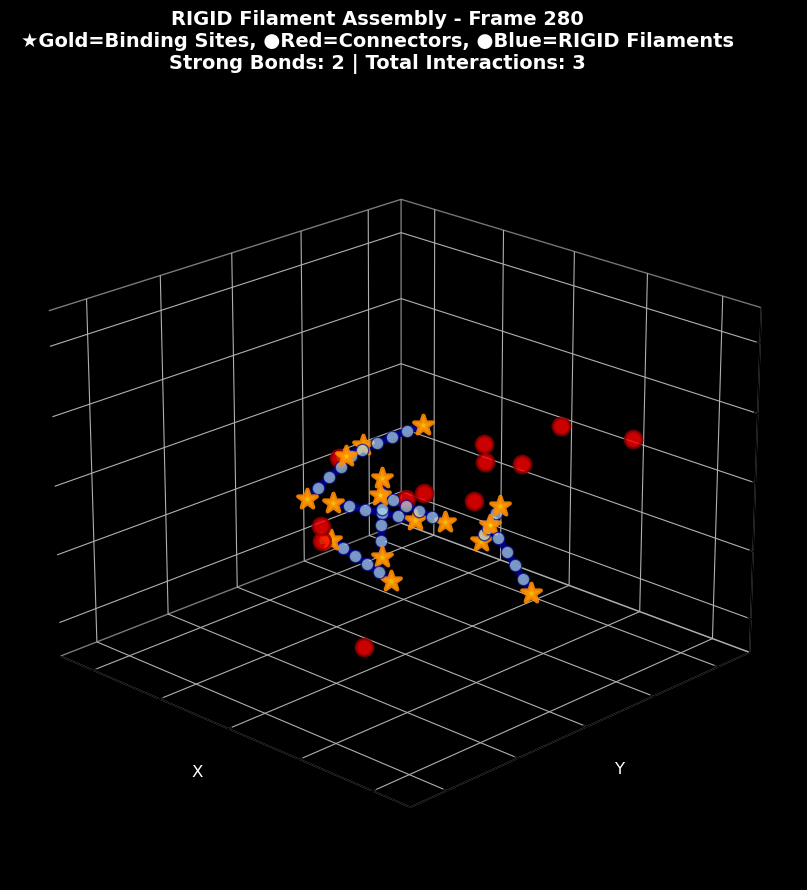 RIGID Filament Assembly - Frame 280
★Gold=Binding Sites, ●Red=Connectors, ●Blue=RIGID Filaments
Strong Bonds: 2 | Total Interactions: 3
X
Y